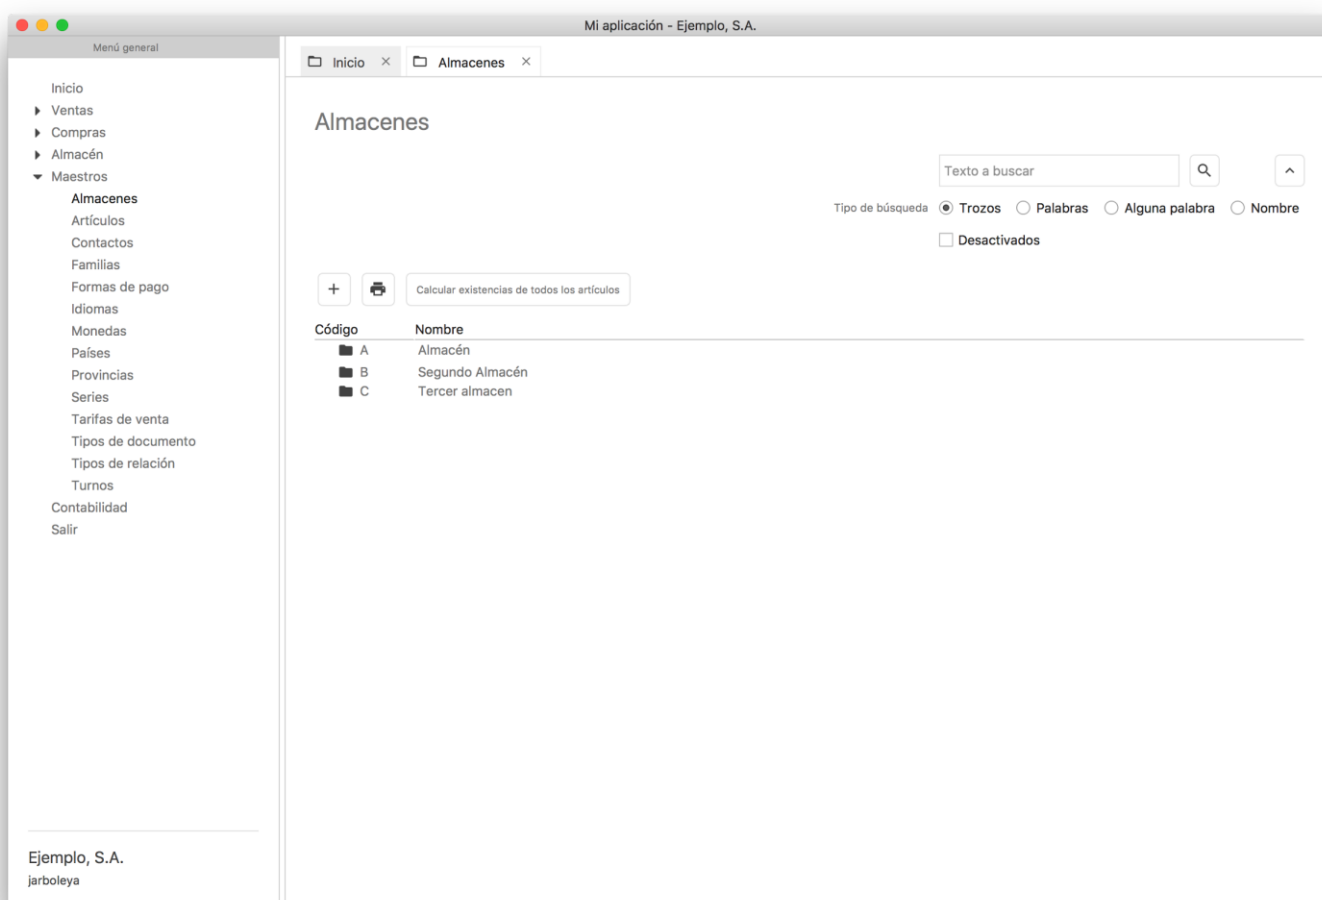 Mi aplicación - Ejemplo, S.A.
Menú general
Inicio
Ventas
Compras
Almacén
Maestros
Almacenes
Artículos
Contactos
Familias
Formas de pago
Idiomas
Monedas
Países
Provincias
Series
Tarifas de venta
Tipos de documento
Tipos de relación
Turnos
Contabilidad
Salir
Ejemplo, S.A.
jarboleya
Inicio Almacenes
Almacenes
Texto a buscar
Tipo de búsqueda Trozos Palabras Alguna palabra Nombre
Desactivados
Calcular existencias de todos los artículos
Código Nombre
A Almacén
B Segundo Almacén
C Tercer almacen